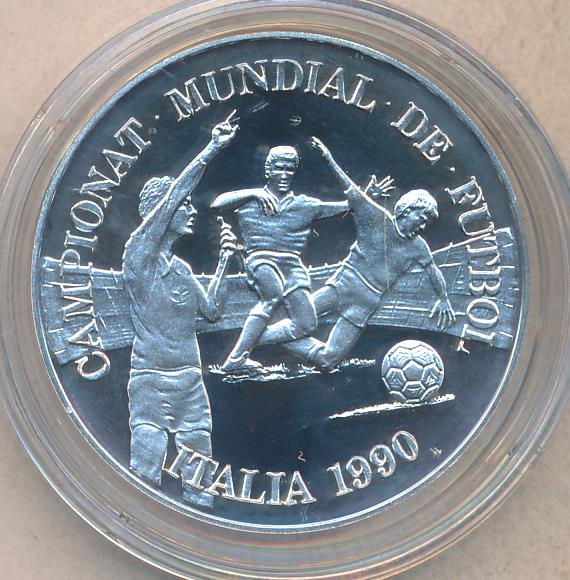 CAMPIONAT · MUNDIAL · DE · FUTBOL
ITALIA 1990